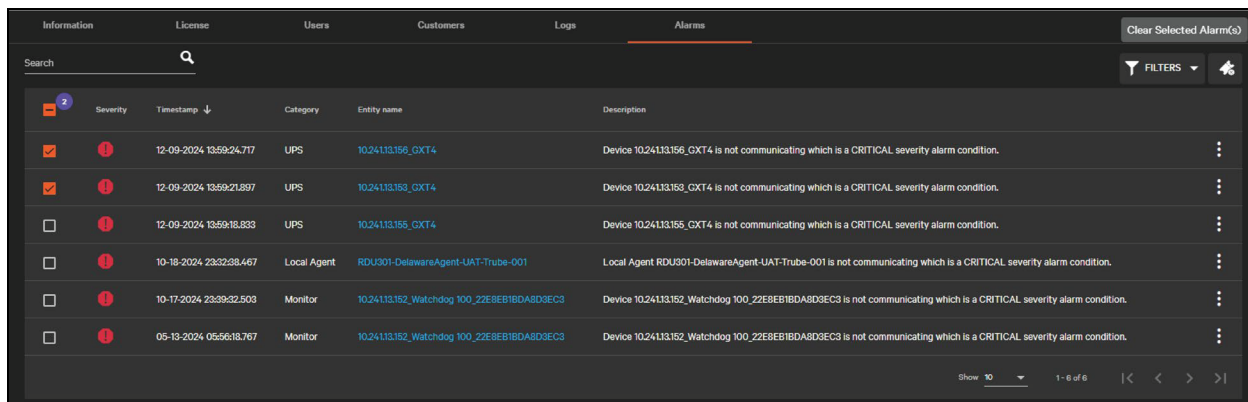 Information License Users Customers Logs Alarms Clear Selected Alarm(s)
Search FILTERS
2
Severity Timestamp Category Entity name Description
12-09-2024 13:59:24.717 UPS 10.241.13.156_GXT4 Device 10.241.13.156_GXT4 is not communicating which is a CRITICAL severity alarm condition.
12-09-2024 13:59:21.897 UPS 10.241.13.153_GXT4 Device 10.241.13.153_GXT4 is not communicating which is a CRITICAL severity alarm condition.
12-09-2024 13:59:18.833 UPS 10.241.13.155_GXT4 Device 10.241.13.155_GXT4 is not communicating which is a CRITICAL severity alarm condition.
10-18-2024 23:32:38.467 Local Agent RDU301-DelawareAgent-UAT-Trube-001 Local Agent RDU301-DelawareAgent-UAT-Trube-001 is not communicating which is a CRITICAL severity alarm condition.
10-17-2024 23:39:32.503 Monitor 10.241.13.152_Watchdog 100_22E8EB1BDA8D3EC3 Device 10.241.13.152_Watchdog 100_22E8EB1BDA8D3EC3 is not communicating which is a CRITICAL severity alarm condition.
05-13-2024 05:56:18.767 Monitor 10.241.13.152_Watchdog 100_22E8EB1BDA8D3EC3 Device 10.241.13.152_Watchdog 100_22E8EB1BDA8D3EC3 is not communicating which is a CRITICAL severity alarm condition.
Show 10 1 - 6 of 6